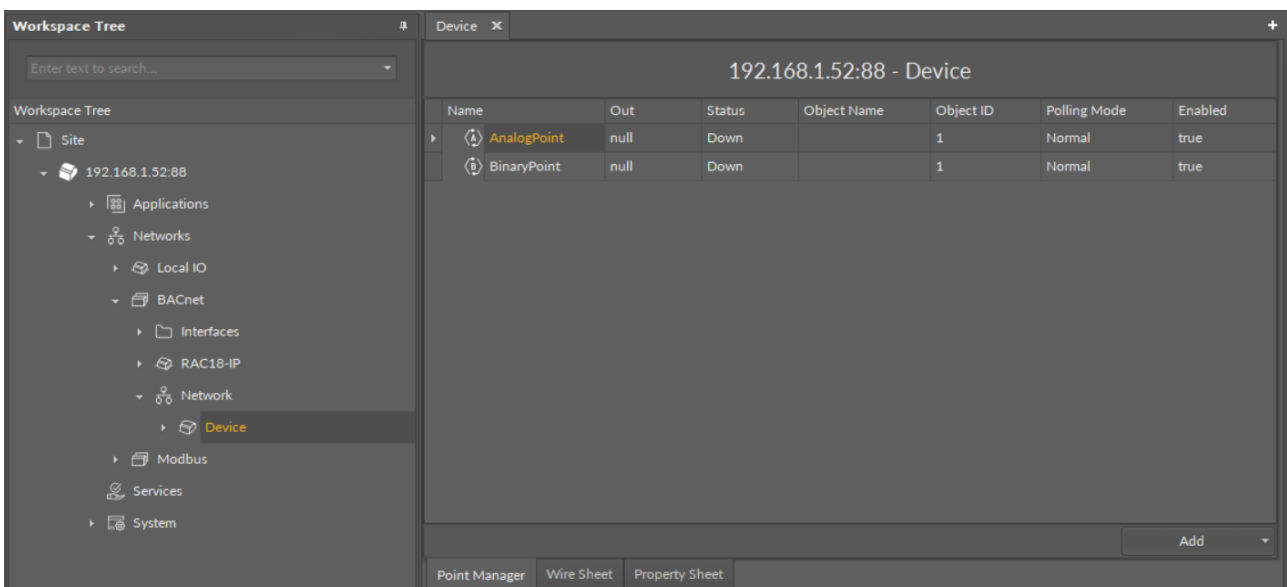 Workspace Tree
Enter text to search...
Workspace Tree
Site
192.168.1.52:88
Applications
Networks
Local IO
BACnet
Interfaces
RAC18-IP
Network
Device
Modbus
Services
System
Device
192.168.1.52:88 - Device
Name Out Status Object Name Object ID Polling Mode Enabled
A AnalogPoint null Down 1 Normal true
B BinaryPoint null Down 1 Normal true
Add
Point Manager Wire Sheet Property Sheet